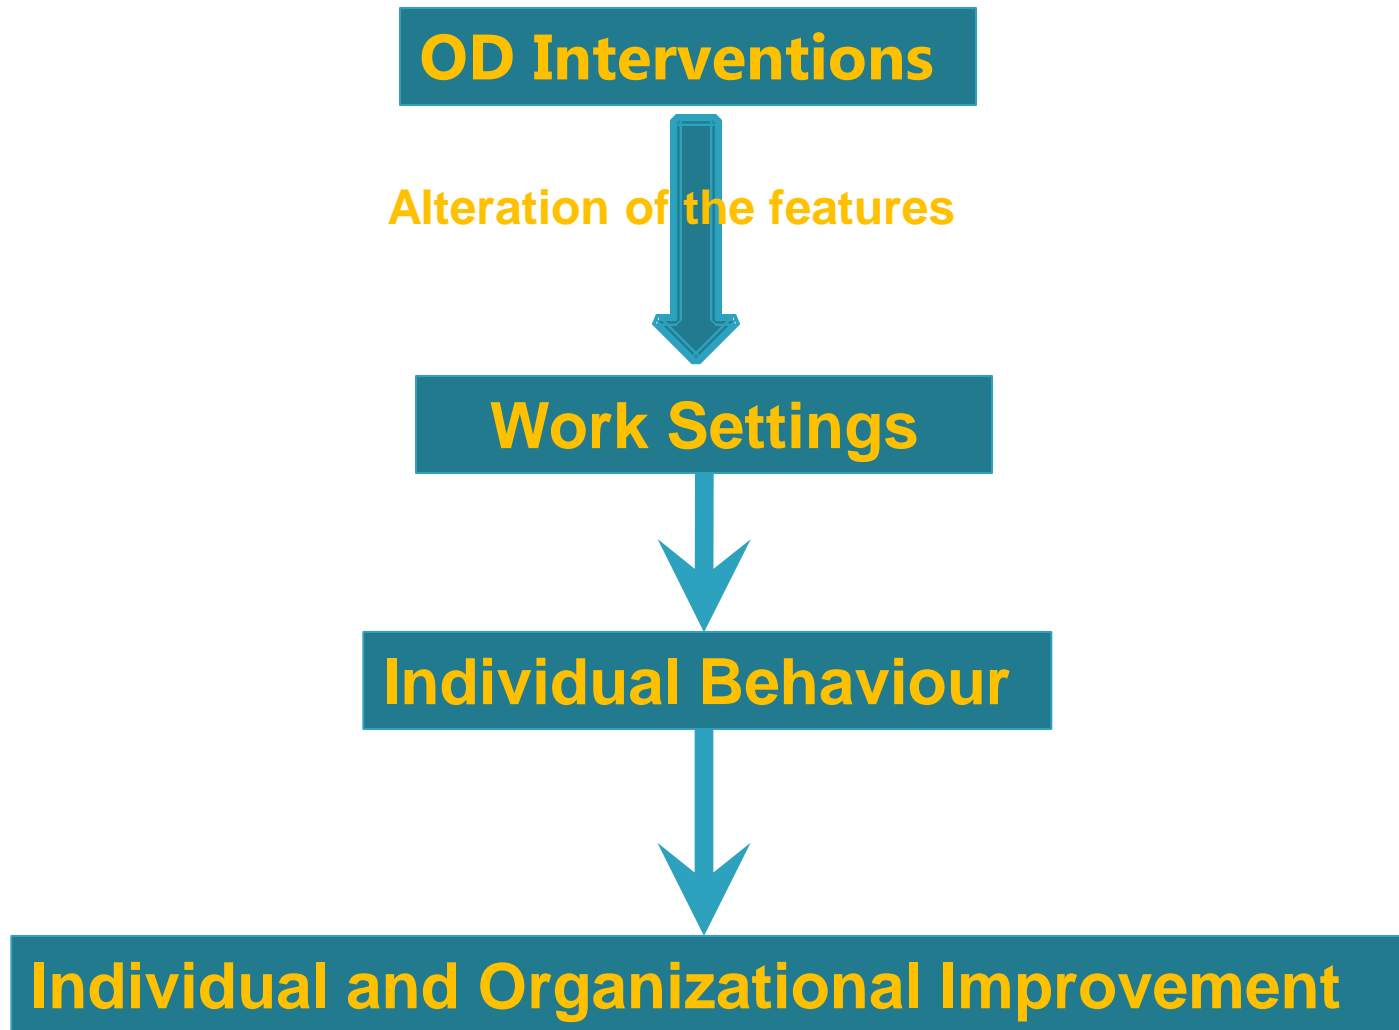 OD Interventions
Alteration of the features
Work Settings
Individual Behaviour
Individual and Organizational Improvement